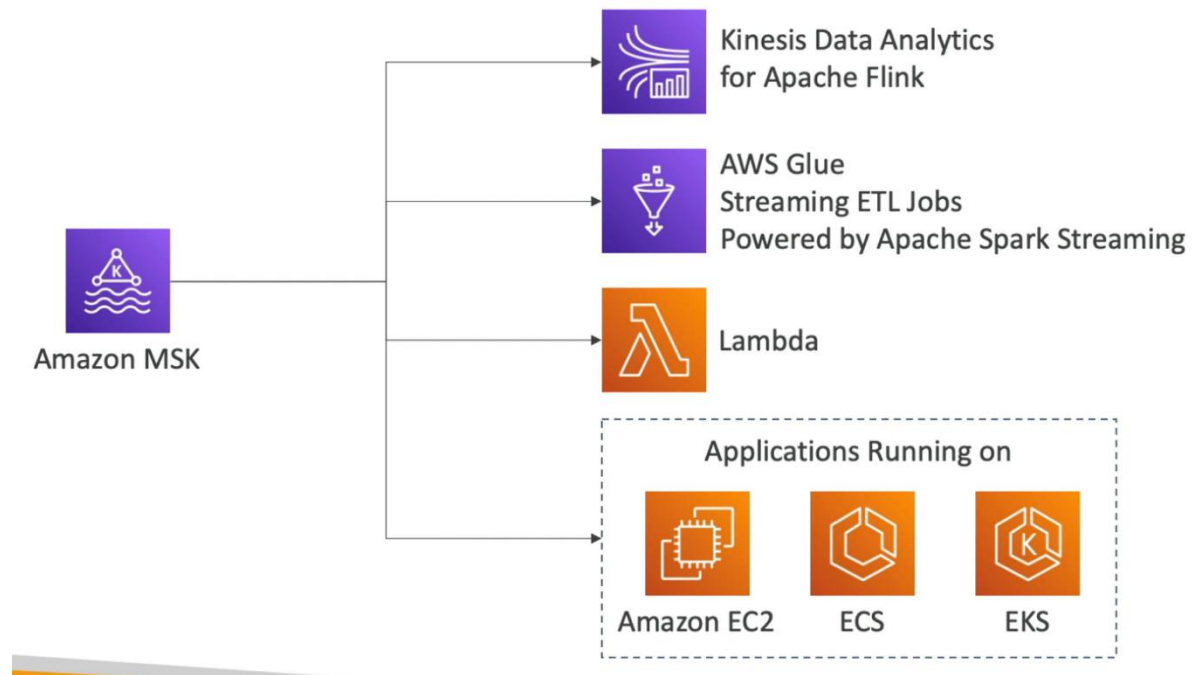 Kinesis Data Analytics
for Apache Flink
AWS Glue
Streaming ETL Jobs
Powered by Apache Spark Streaming
K
Amazon MSK
Lambda
Applications Running on
K
Amazon EC2
ECS
EKS